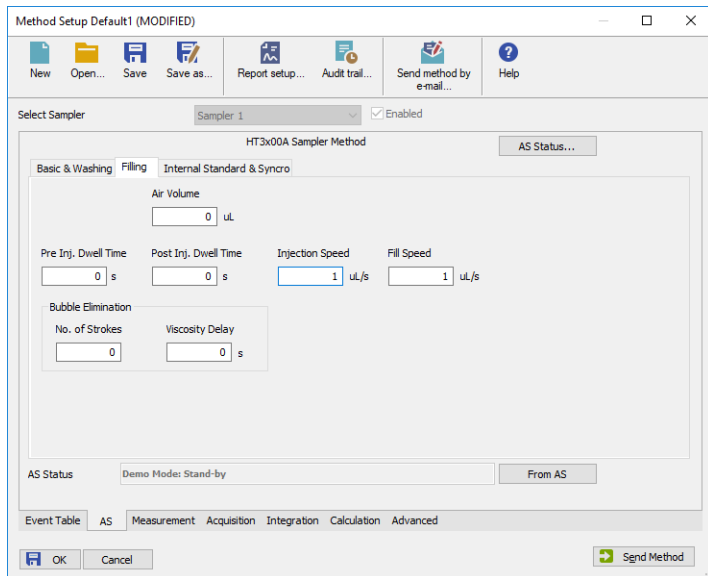 Method Setup Default1 (MODIFIED)
New Open... Save Save as... Report setup... Audit trail... Send method by e-mail... Help
Select Sampler Sampler 1 Enabled
HT3x00A Sampler Method AS Status...
Basic & Washing Filling Internal Standard & Syncro
Air Volume
0 uL
Pre Inj. Dwell Time Post Inj. Dwell Time Injection Speed Fill Speed
0 s 0 s 1 uL/s 1 uL/s
Bubble Elimination
No. of Strokes Viscosity Delay
0 0 s
AS Status Demo Mode: Stand-by From AS
Event Table AS Measurement Acquisition Integration Calculation Advanced
OK Cancel Send Method